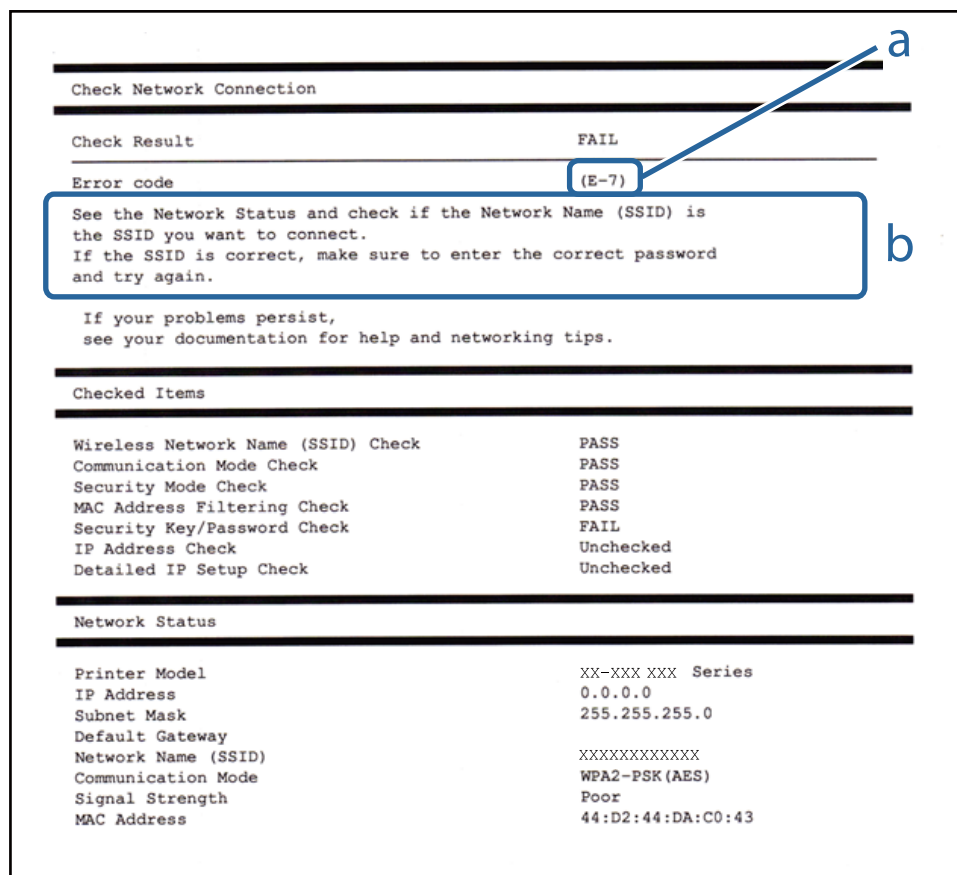 a
Check Network Connection
Check Result FAIL
Error code (E-7)
See the Network Status and check if the Network Name (SSID) is
the SSID you want to connect.
If the SSID is correct, make sure to enter the correct password
and try again.
b
If your problems persist,
see your documentation for help and networking tips.
Checked Items
Wireless Network Name (SSID) Check PASS
Communication Mode Check PASS
Security Mode Check PASS
MAC Address Filtering Check PASS
Security Key/Password Check FAIL
IP Address Check Unchecked
Detailed IP Setup Check Unchecked
Network Status
Printer Model XX-XXX XXX Series
IP Address 0.0.0.0
Subnet Mask 255.255.255.0
Default Gateway
Network Name (SSID) XXXXXXXXXXXX
Communication Mode WPA2-PSK(AES)
Signal Strength Poor
MAC Address 44:D2:44:DA:C0:43